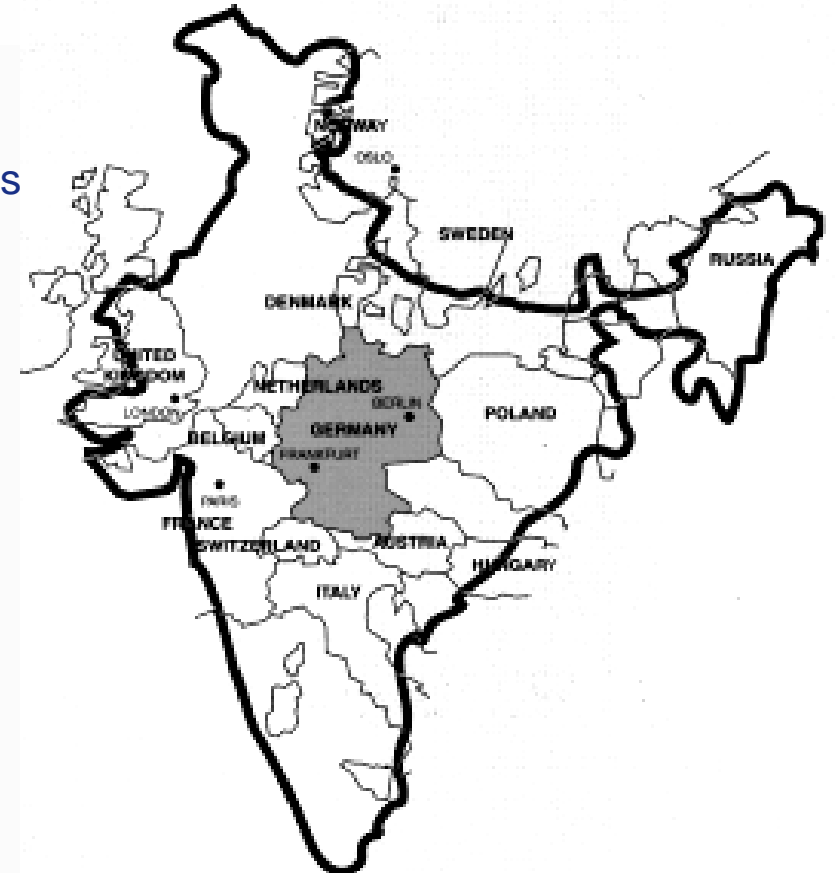 NORWAY
OSLO
s
SWEDEN
RUSSIA
DENMARK
UNITED
KINGDOM
NETHERLANDS
BERLIN
LONDON
POLAND
GERMANY
BELGIUM
FRANKFURT
PARIS
FRANCE
SWITZERLAND
AUSTRIA
HUNGARY
ITALY